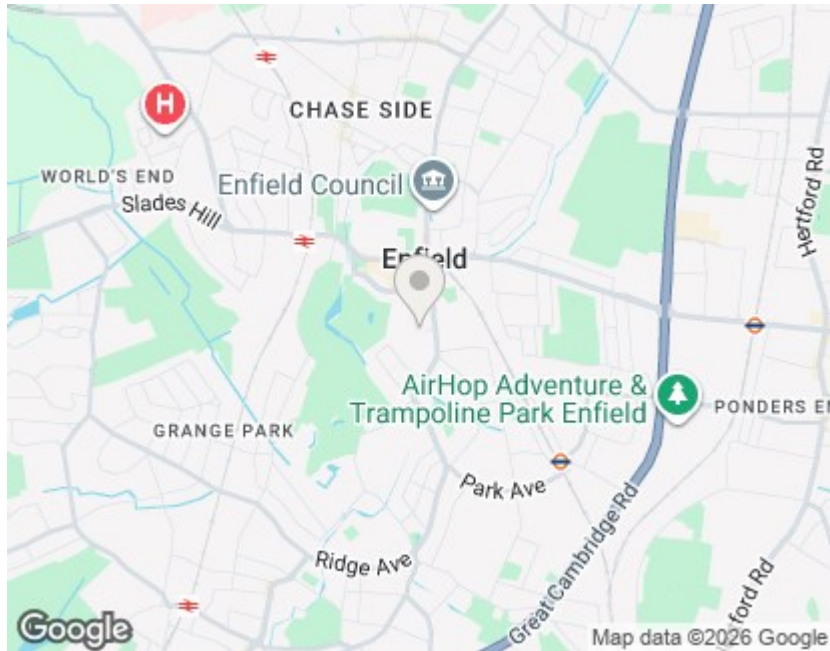 H
CHASE SIDE
WORLD'S END
Enfield Council
Slades Hill
Hertford Rd
Enfield
AirHop Adventure &
Trampoline Park Enfield
PONDERS EN
GRANGE PARK
Park Ave
Ridge Ave
Great Cambridge Rd
ford Rd
Google
Map data ©2026 Google